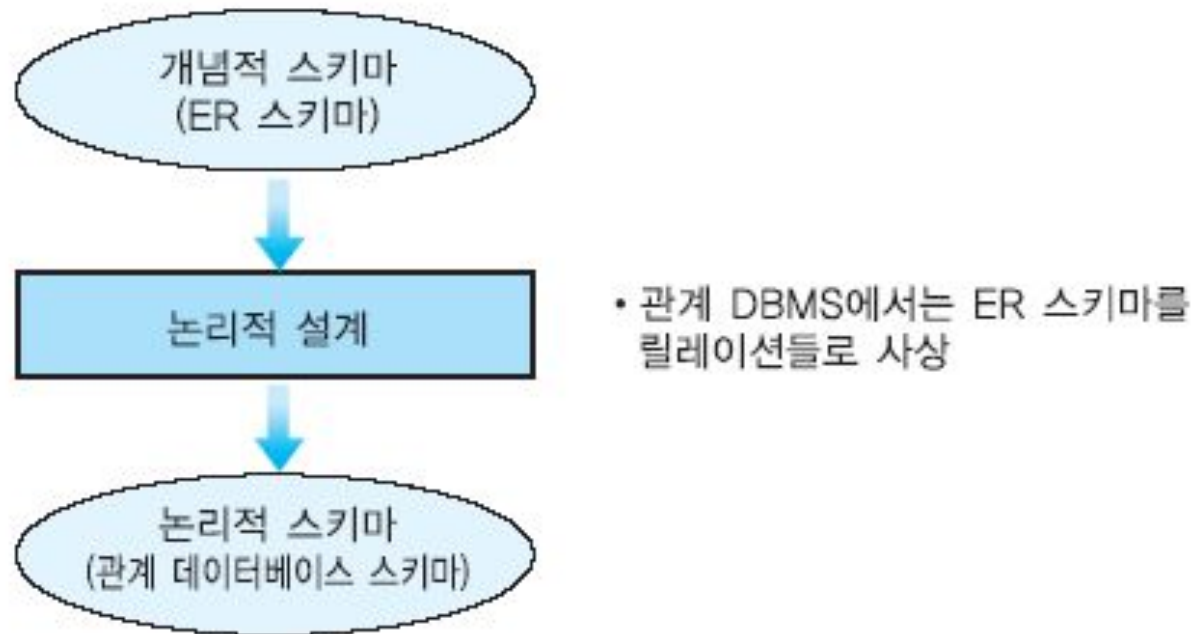 개념적 스키마
(ER 스키마)
논리적 설계
• 관계 DBMS에서는 ER 스키마를
릴레이션들로 사상
논리적 스키마
(관계 데이터베이스 스키마)